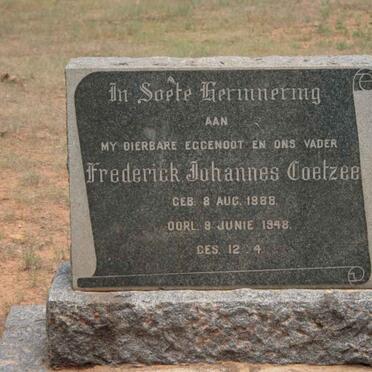 In Soete Herinnering
AAN
MY DIERBARE EGGENOOT EN ONS VADER
Frederick Johannes Coetzee
GEB. 8 AUG. 1888.
OORL. 9 JUNIE 1948.
GES. 12 : 4.